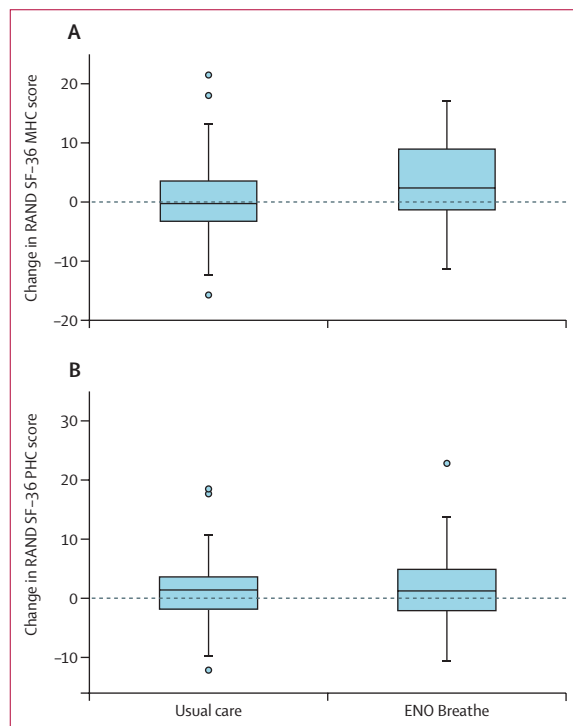 A
Change in RAND SF-36 MHC score
20
10
0
–10
–20
B
Change in RAND SF-36 PHC score
30
20
10
0
–10
Usual care
ENO Breathe